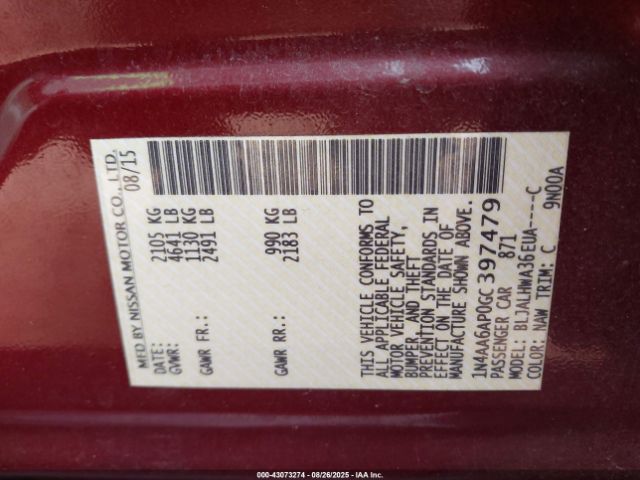 MFD BY NISSAN MOTOR CO., LTD.
DATE: 08/15
GVWR: 2105 KG
4641 LB
GAWR FR: 1130 KG
2491 LB
GAWR RR: 990 KG
2183 LB
THIS VEHICLE CONFORMS TO
ALL APPLICABLE FEDERAL
MOTOR VEHICLE SAFETY,
BUMPER, AND THEFT
PREVENTION STANDARDS IN
EFFECT ON THE DATE OF
MANUFACTURE SHOWN ABOVE.
1N4AA6AP0GC397479
PASSENGER CAR 871
MODEL: BLJALHWA36EUA----C
COLOR: NAW TRIM: C 9N00A
000-43073274 - 08/26/2025 - IAA Inc.